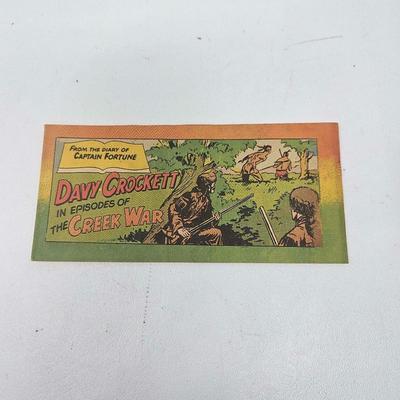 FROM THE DIARY OF
CAPTAIN FORTUNE
DAVY CROCKETT
IN EPISODES OF
THE CREEK WAR